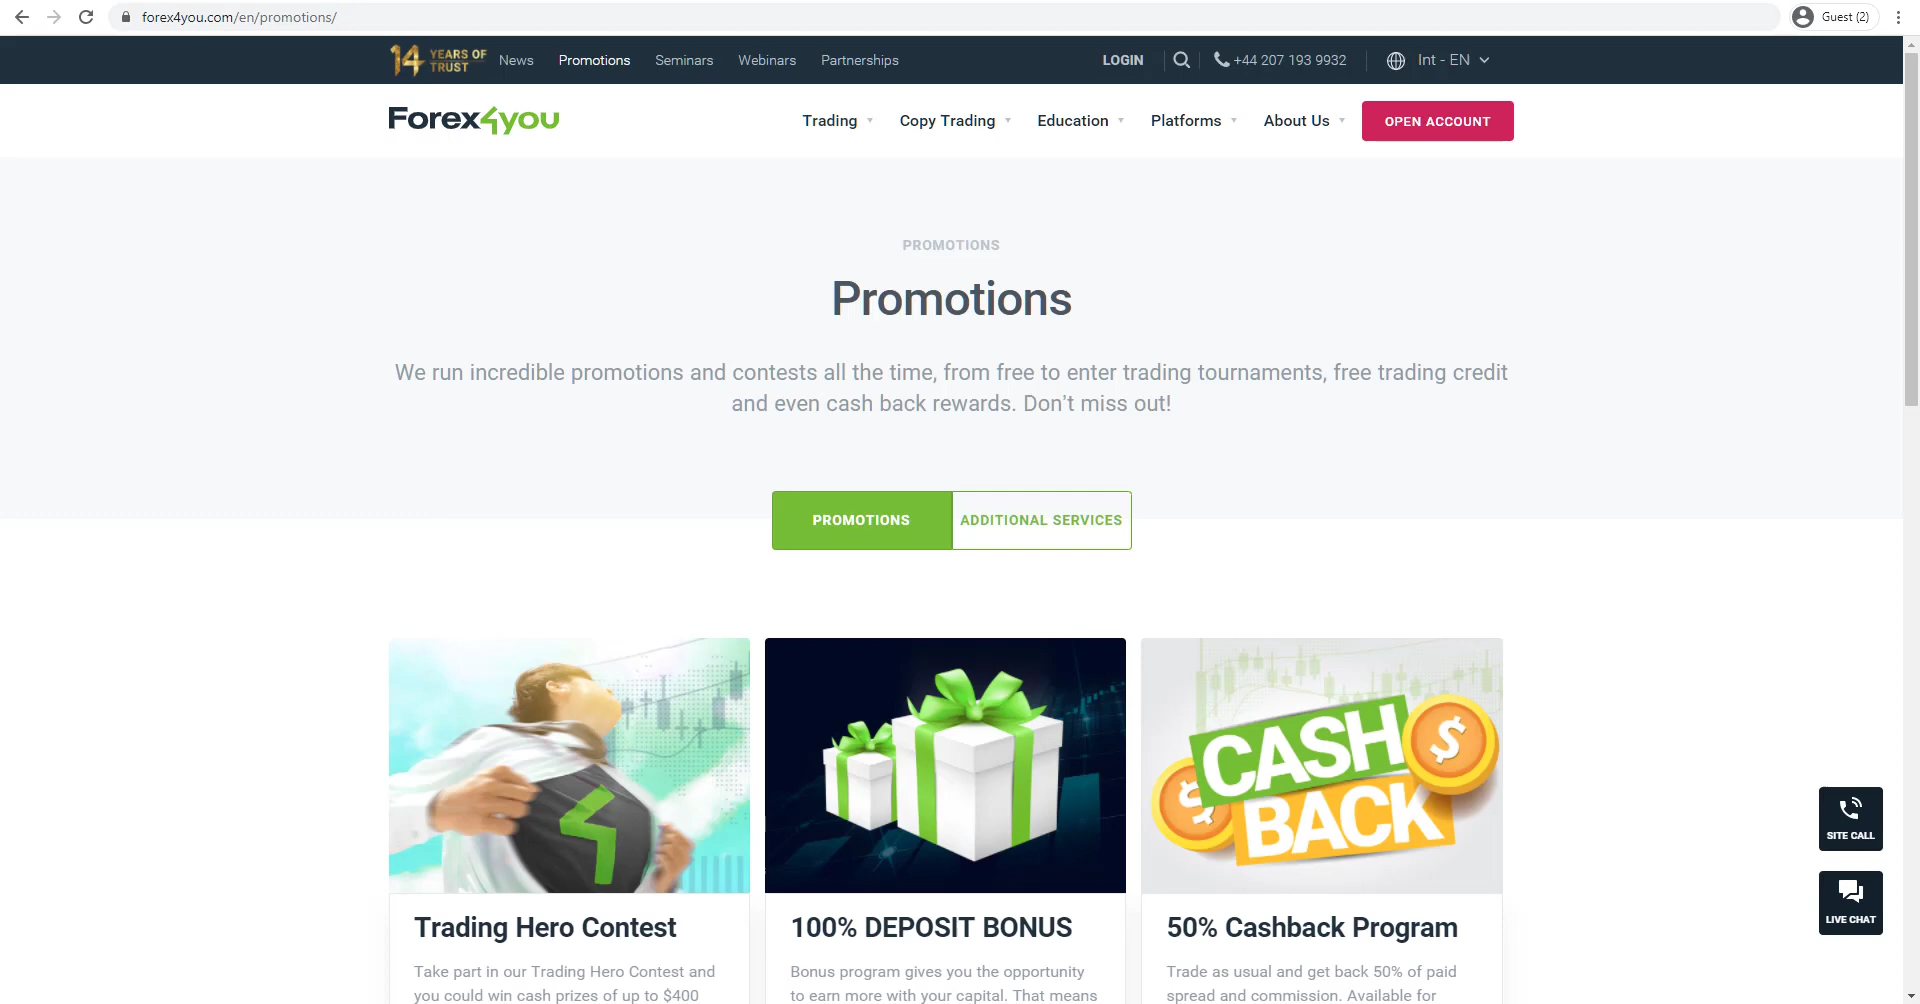 forex4you.com/en/promotions/
Guest (2)
14 YEARS OF TRUST
News
Promotions
Seminars
Webinars
Partnerships
LOGIN
+44 207 193 9932
Int - EN
Forex4you
Trading
Copy Trading
Education
Platforms
About Us
OPEN ACCOUNT
PROMOTIONS
Promotions
We run incredible promotions and contests all the time, from free to enter trading tournaments, free trading credit
and even cash back rewards. Don't miss out!
PROMOTIONS
ADDITIONAL SERVICES
CASH
BACK
SITE CALL
LIVE CHAT
Trading Hero Contest
Take part in our Trading Hero Contest and
you could win cash prizes of up to $400
100% DEPOSIT BONUS
Bonus program gives you the opportunity
to earn more with your capital. That means
50% Cashback Program
Trade as usual and get back 50% of paid
spread and commission. Available for